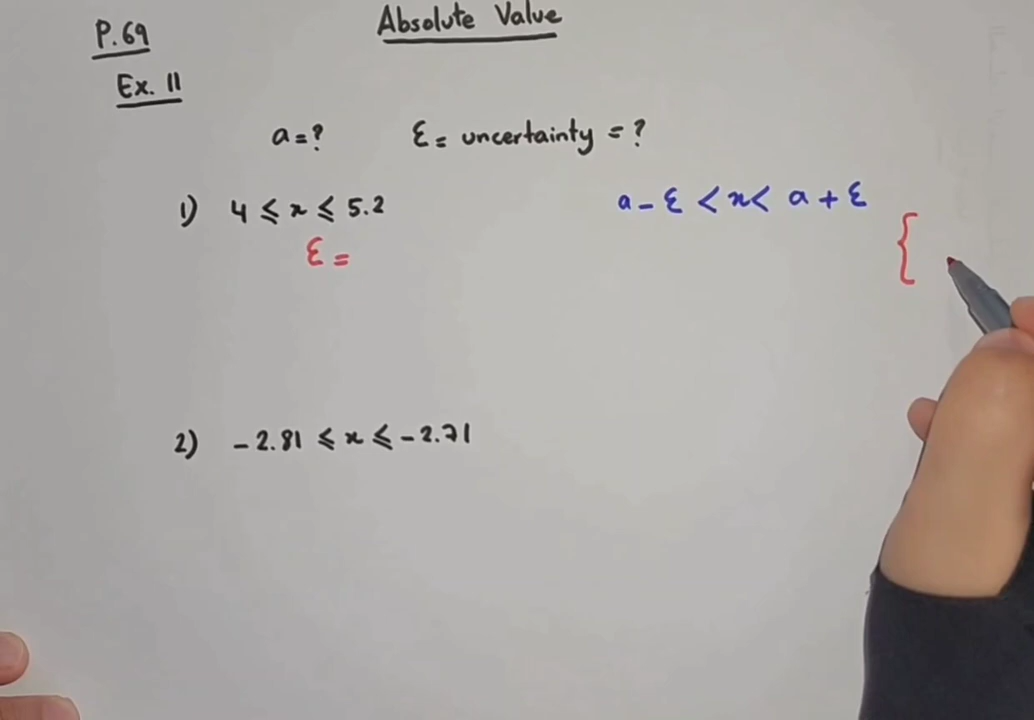 P.69
Absolute Value
Ex. 11
a = ? ε = uncertainty = ?
1) 4 ⩽ x ⩽ 5.2 a - ε < x < a + ε
ε = {
2) - 2.81 ⩽ x ⩽ - 2.71